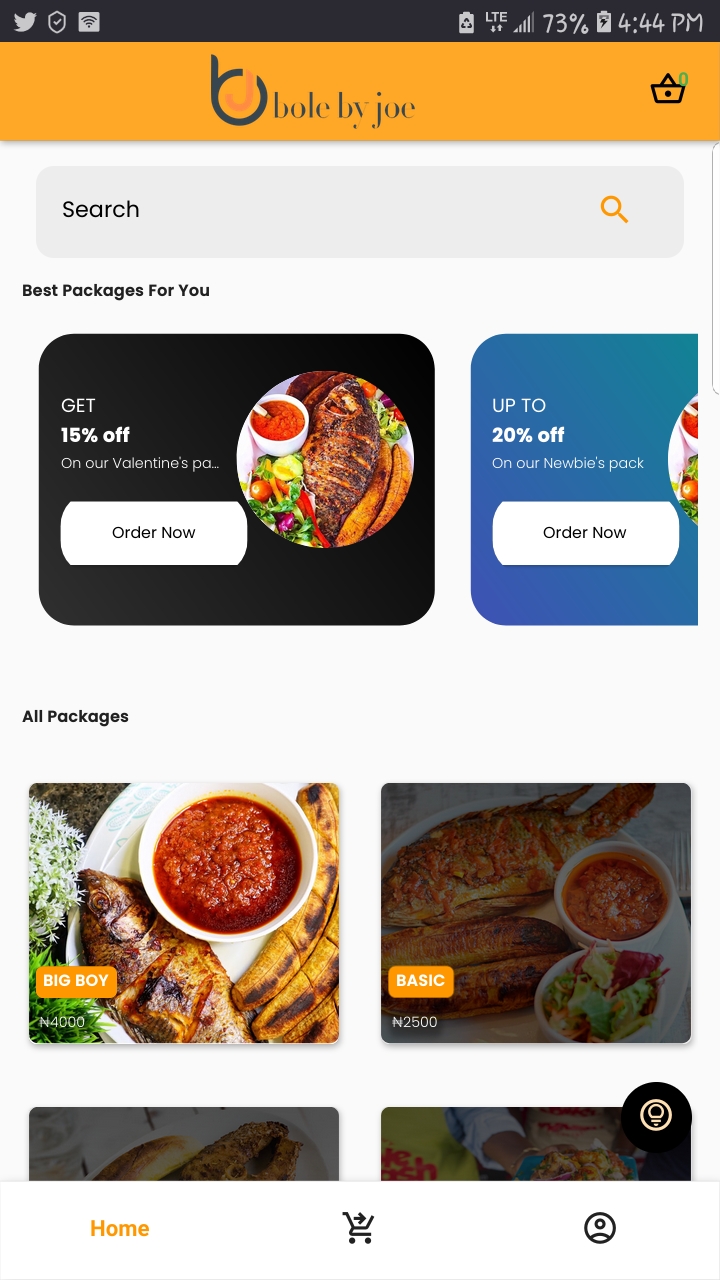 LTE 73% 4:44 PM
bole by joe
0
Search
Best Packages For You
GET
15% off
On our Valentine's pa...
Order Now
UP TO
20% off
On our Newbie's pack
Order Now
All Packages
BIG BOY
₦4000
BASIC
₦2500
Home